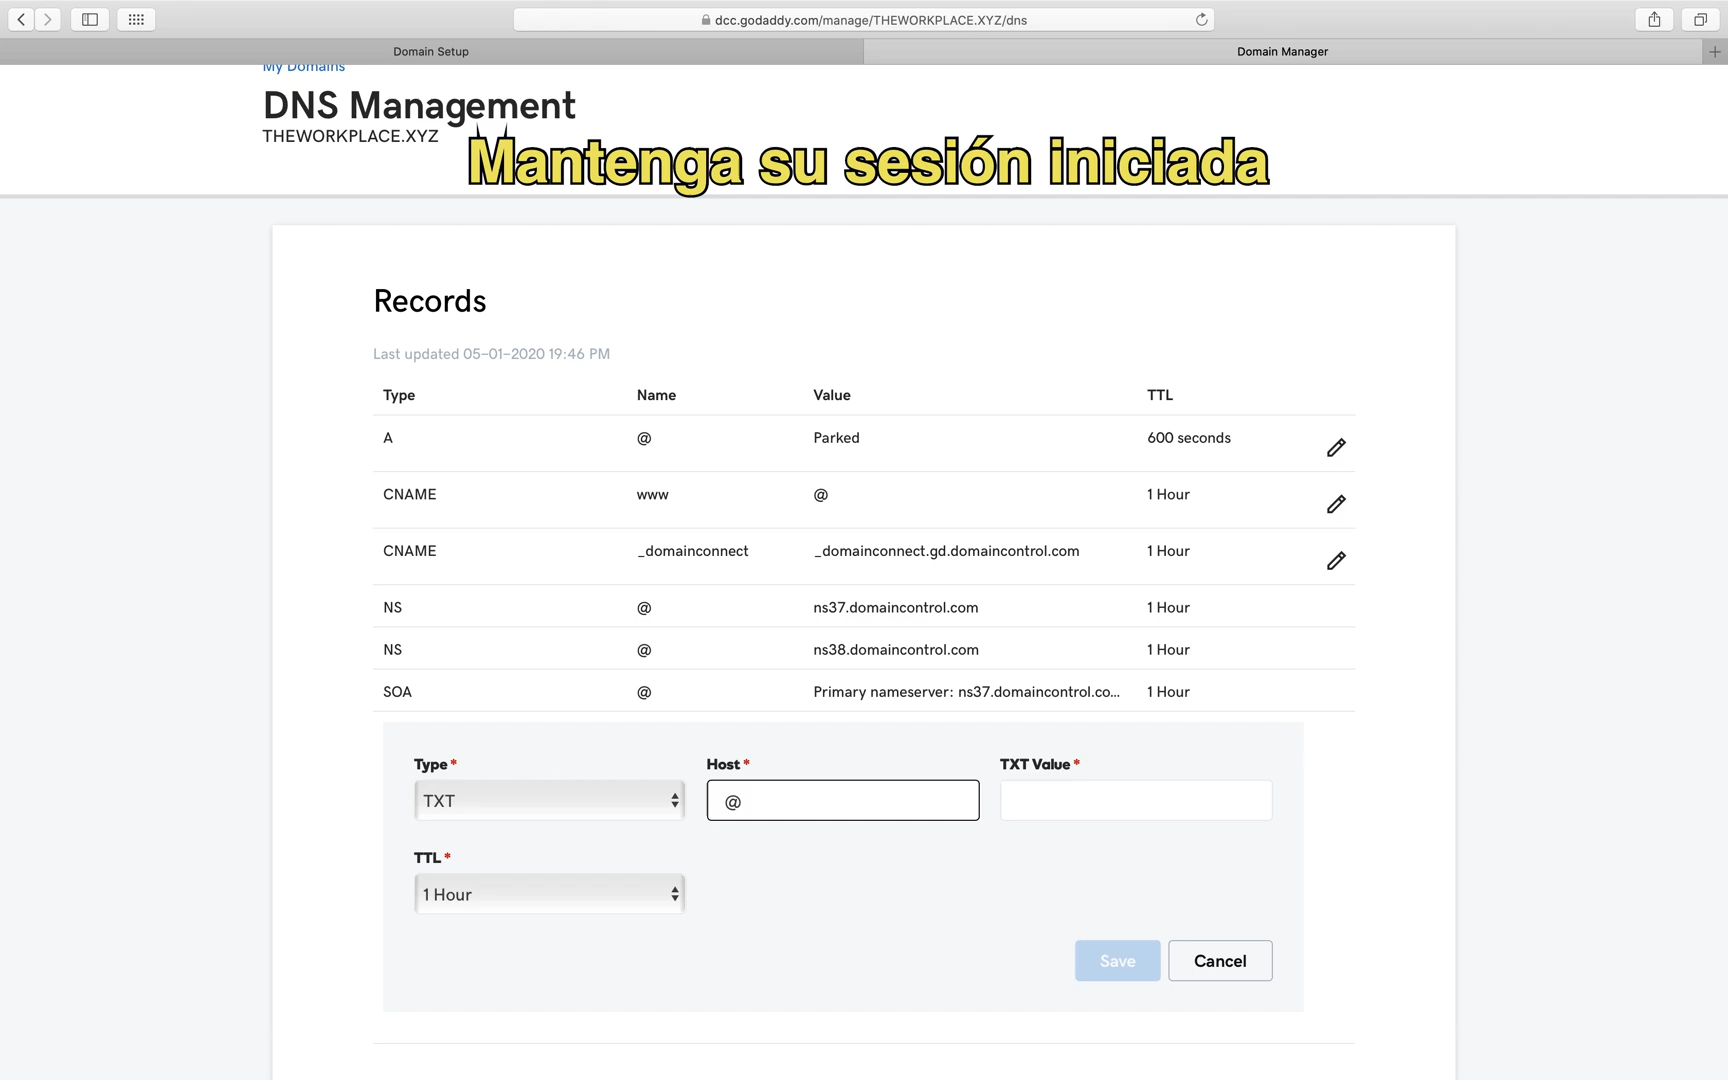 dcc.godaddy.com/manage/THEWORKPLACE.XYZ/dns
Domain Setup
Domain Manager
My Domains
DNS Management
THEWORKPLACE.XYZ
Mantenga su sesión iniciada
Records
Last updated 05-01-2020 19:46 PM
Type Name Value TTL
A @ Parked 600 seconds
CNAME www @ 1 Hour
CNAME _domainconnect _domainconnect.gd.domaincontrol.com 1 Hour
NS @ ns37.domaincontrol.com 1 Hour
NS @ ns38.domaincontrol.com 1 Hour
SOA @ Primary nameserver: ns37.domaincontrol.co... 1 Hour
Type * Host * TXT Value *
TXT @
TTL *
1 Hour
Save Cancel